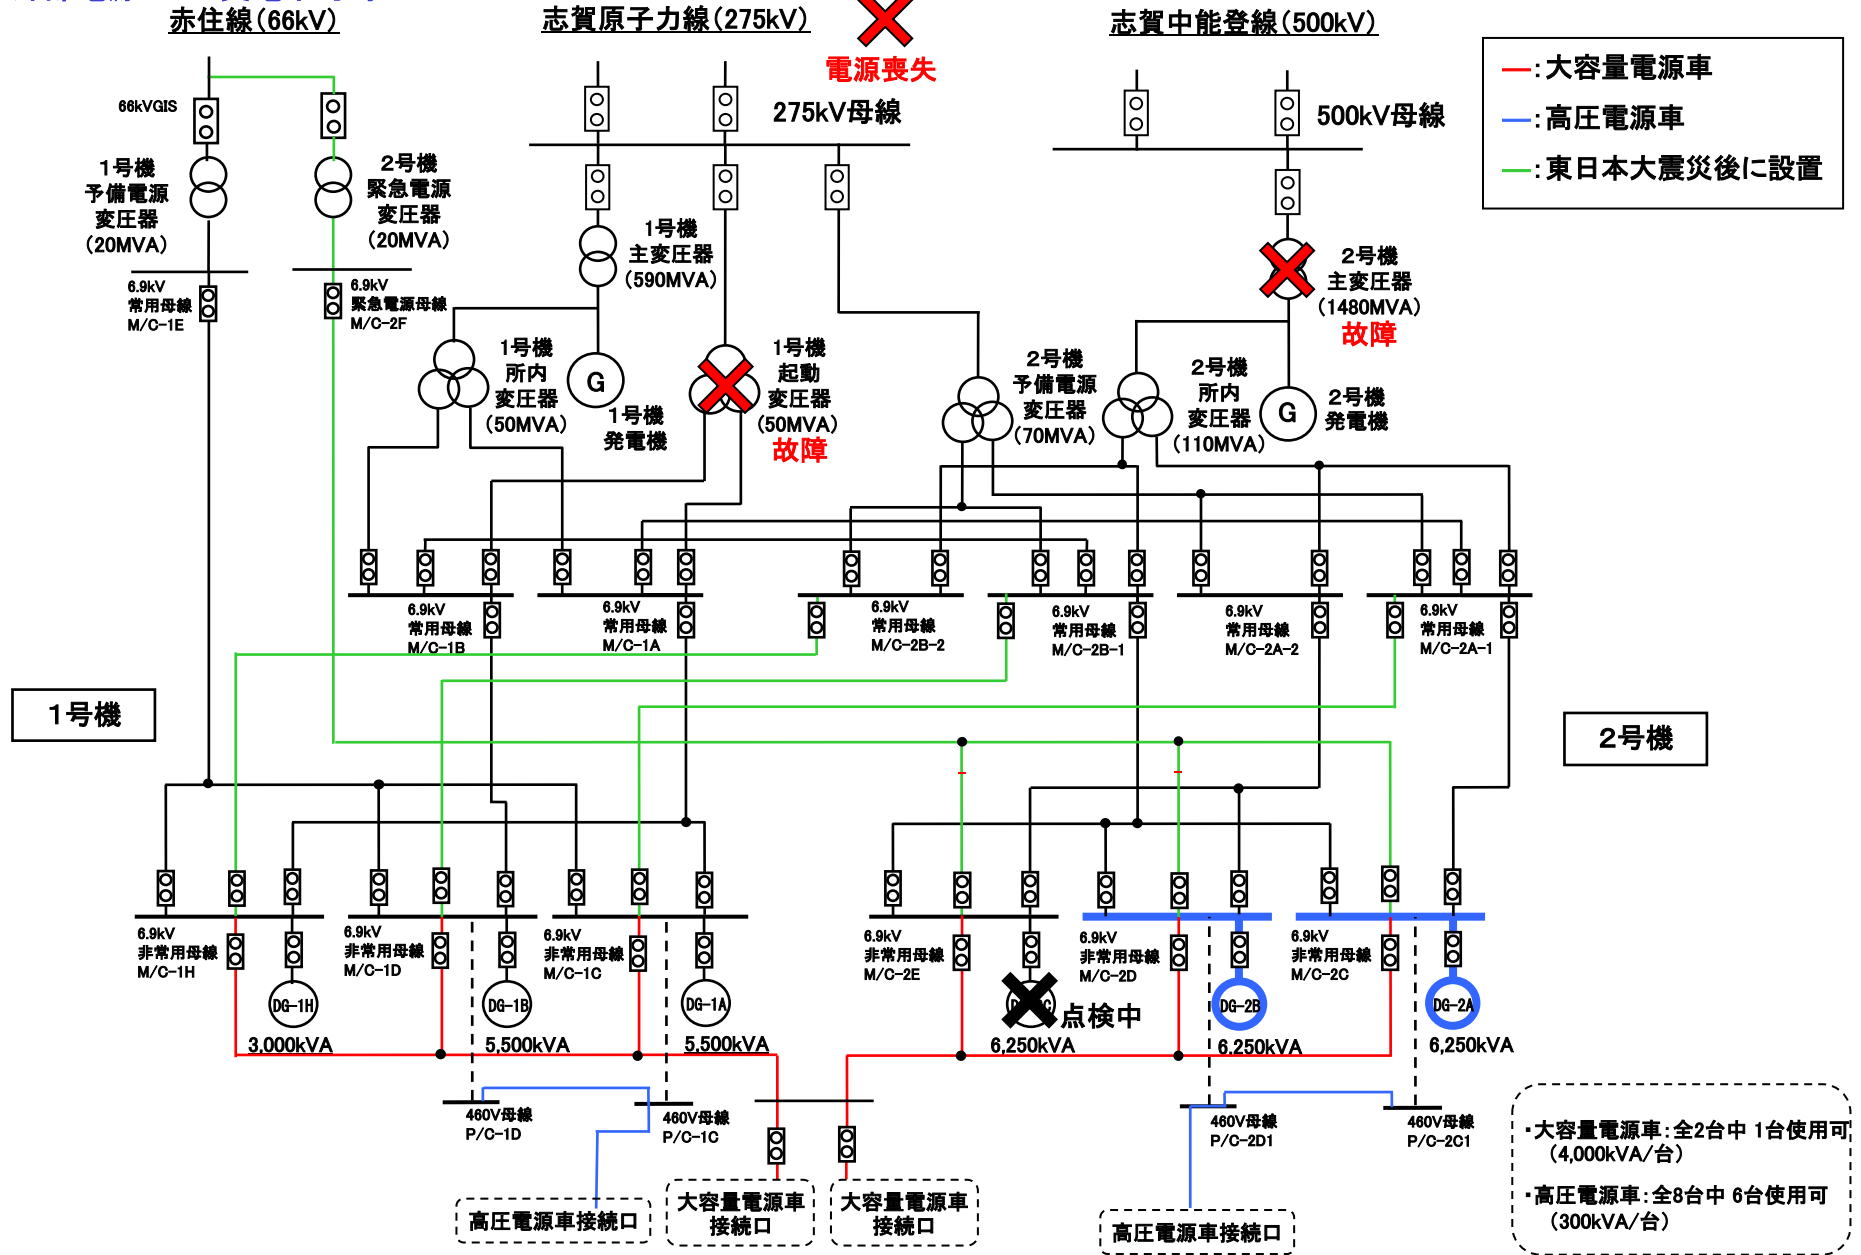 赤住線(66kV)
志賀原子力線(275kV)
電源喪失
志賀中能登線(500kV)
:大容量電源車
:高圧電源車
:東日本大震災後に設置
66kVGIS
275kV母線
500kV母線
1号機
予備電源
変圧器
(20MVA)
2号機
緊急電源
変圧器
(20MVA)
1号機
主変圧器
(590MVA)
2号機
主変圧器
(1480MVA)
故障
6.9kV
常用母線
M/C-1E
6.9kV
緊急電源母線
M/C-2F
1号機
所内
変圧器
(50MVA)
G
1号機
発電機
1号機
起動
変圧器
(50MVA)
故障
2号機
予備電源
変圧器
(70MVA)
2号機
所内
変圧器
(110MVA)
G
2号機
発電機
6.9kV
常用母線
M/C-1B
6.9kV
常用母線
M/C-1A
6.9kV
常用母線
M/C-2B-2
6.9kV
常用母線
M/C-2B-1
6.9kV
常用母線
M/C-2A-2
6.9kV
常用母線
M/C-2A-1
1号機
2号機
6.9kV
非常用母線
M/C-1H
6.9kV
非常用母線
M/C-1D
6.9kV
非常用母線
M/C-1C
6.9kV
非常用母線
M/C-2E
6.9kV
非常用母線
M/C-2D
6.9kV
非常用母線
M/C-2C
DG-1H
3,000kVA
DG-1B
5,500kVA
DG-1A
5,500kVA
点検中
6,250kVA
DG-2B
6,250kVA
DG-2A
6,250kVA
460V母線
P/C-1D
460V母線
P/C-1C
460V母線
P/C-2D1
460V母線
P/C-2C1
高圧電源車接続口
大容量電源車
接続口
大容量電源車
接続口
高圧電源車接続口
・大容量電源車:全2台中 1台使用可
(4,000kVA/台)
・高圧電源車:全8台中 6台使用可
(300kVA/台)